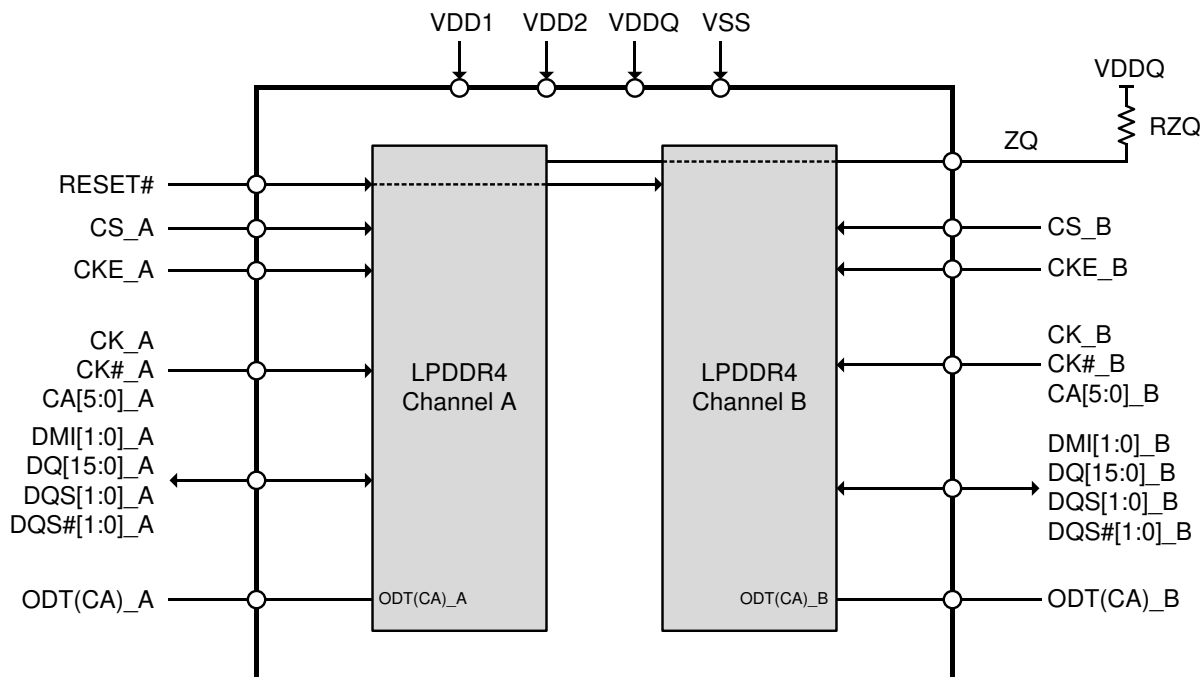 VDD1 VDD2 VDDQ VSS
VDDQ
RZQ
ZQ
RESET#
CS_A
CKE_A
CK_A
CK#_A
CA[5:0]_A
DMI[1:0]_A
DQ[15:0]_A
DQS[1:0]_A
DQS#[1:0]_A
ODT(CA)_A
LPDDR4
Channel A
ODT(CA)_A
LPDDR4
Channel B
ODT(CA)_B
CS_B
CKE_B
CK_B
CK#_B
CA[5:0]_B
DMI[1:0]_B
DQ[15:0]_B
DQS[1:0]_B
DQS#[1:0]_B
ODT(CA)_B